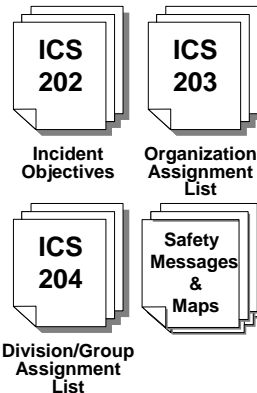 ICS
202
Incident
Objectives
ICS
203
Organization
Assignment
List
ICS
204
Division/Group
Assignment
List
Safety
Messages
&
Maps